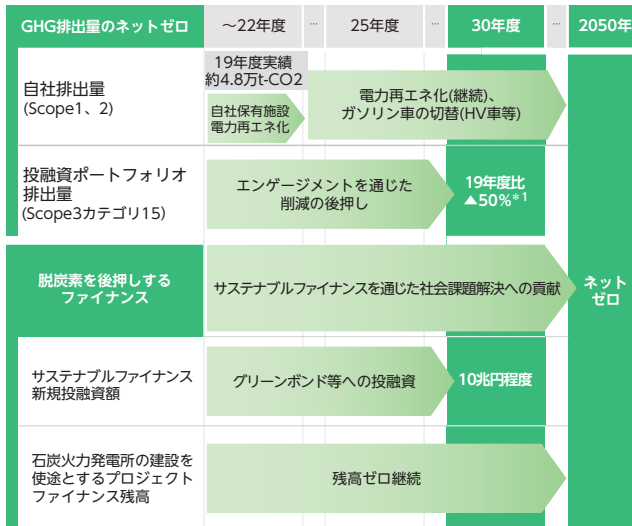 GHG排出量のネットゼロ
～22年度
…
25年度
…
30年度
…
2050年
自社排出量
(Scope1、2)
19年度実績
約4.8万t-CO2
自社保有施設
電力再エネ化
電力再エネ化(継続)、
ガソリン車の切替(HV車等)
投融資ポートフォリオ
排出量
(Scope3カテゴリ15)
エンゲージメントを通じた
削減の後押し
19年度比
▲50%*1
脱炭素を後押しする
ファイナンス
サステナブルファイナンスを通じた社会課題解決への貢献
ネット
ゼロ
サステナブルファイナンス
新規投融資額
グリーンボンド等への投融資
10兆円程度
石炭火力発電所の建設を
使途とするプロジェクト
ファイナンス残高
残高ゼロ継続